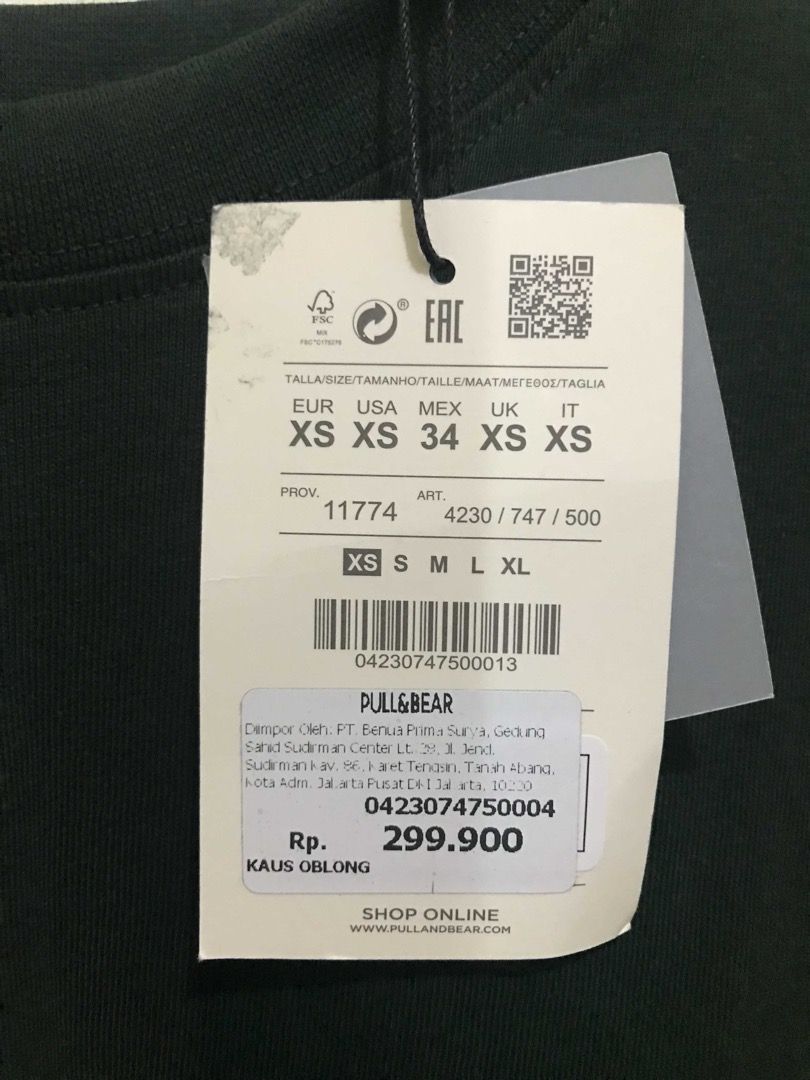 FSC
MIX
®
EAC
TALLA/SIZE/TAMANHO/TAILLE/MAAT/ΜΕΓΕΘΟΣ/TAGLIA
EUR USA MEX UK IT
XS XS 34 XS XS
PROV. 11774 ART. 4230 / 747 / 500
XS S M L XL
04230747500013
PULL&BEAR
Diimpor Oleh: PT. Benua Prima Surya, Gedung
Sahid Sudirman Center Lt. 39, Jl. Jend.
Sudirman Kav. 86, Karet Tengsin, Tanah Abang,
Kota Adm. Jakarta Pusat DKI Jakarta,
0423074750004
Rp. 299.900
KAUS OBLONG
SHOP ONLINE
WWW.PULLANDBEAR.COM